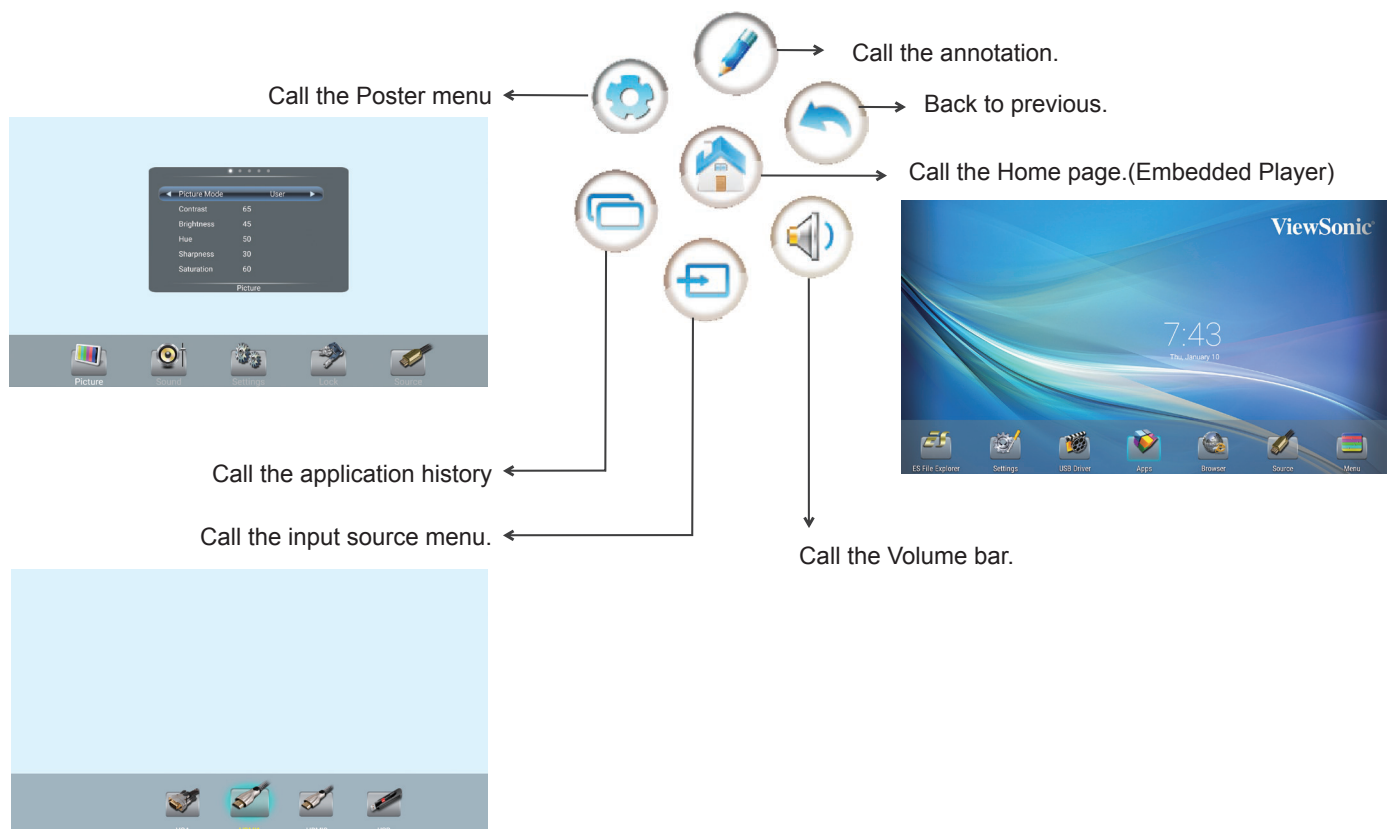 Call the annotation.
Call the Poster menu
Back to previous.
Call the Home page.(Embedded Player)
Picture Mode User
Contrast 65
Brightness 45
Hue 50
Sharpness 30
Saturation 60
Picture
Picture Sound Settings Lock Source
ViewSonic
7:43
Thu, January 10
ES File Explorer Settings USB Driver Apps Browser Source Menu
Call the application history
Call the input source menu.
Call the Volume bar.